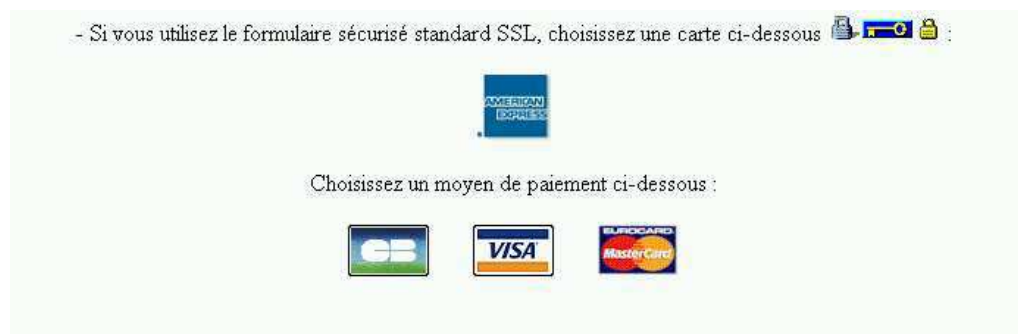 - Si vous utilisez le formulaire sécurisé standard SSL, choisissez une carte ci-dessous :
AMERICAN
EXPRESS
Choisissez un moyen de paiement ci-dessous :
CB
VISA
EUROCARD
MasterCard